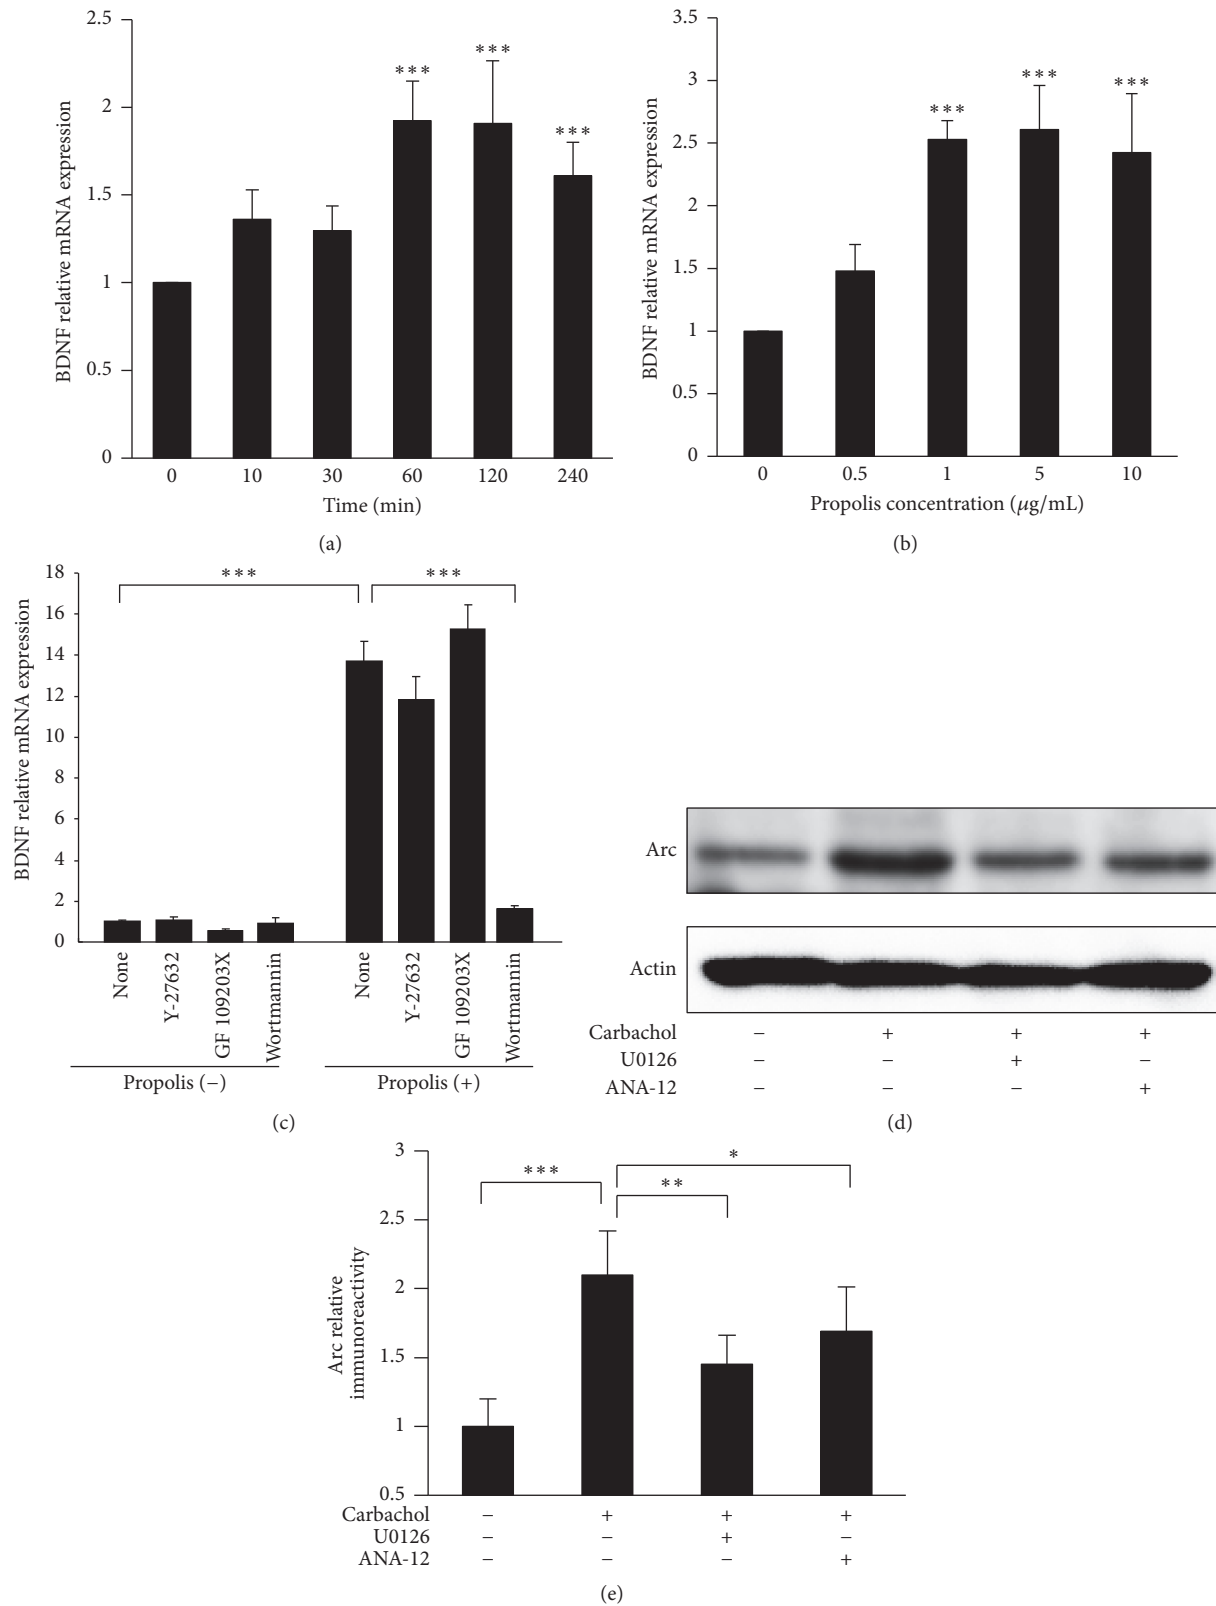 2.5
2
1.5
1
0.5
0
BDNF relative mRNA expression
***
***
***
0 10 30 60 120 240
Time (min)
(a)
3.5
3
2.5
2
1.5
1
0.5
0
BDNF relative mRNA expression
***
***
***
0 0.5 1 5 10
Propolis concentration (μg/mL)
(b)
18
16
14
12
10
8
6
4
2
0
BDNF relative mRNA expression
*** ***
None
Y-27632
GF 109203X
Wortmannin
None
Y-27632
GF 109203X
Wortmannin
Propolis (−) Propolis (+)
(c)
Arc
Actin
Carbachol − + + +
U0126 − − + −
ANA-12 − − − +
(d)
3
2.5
2
1.5
1
0.5
Arc relative
immunoreactivity
***
*
**
Carbachol − + + +
U0126 − − + −
ANA-12 − − − +
(e)